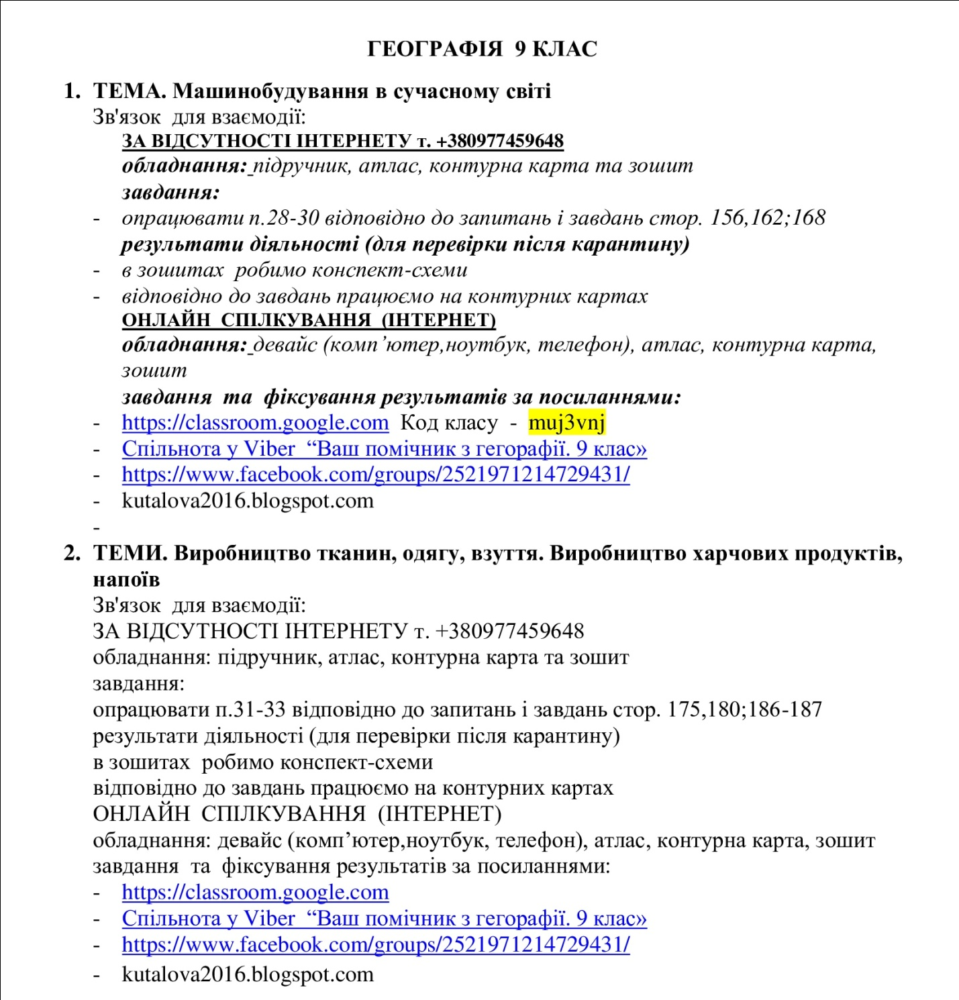 ГЕОГРАФІЯ  9 КЛАС
1. ТЕМА. Машинобудування в сучасному світі
Зв'язок  для взаємодії:
ЗА ВІДСУТНОСТІ ІНТЕРНЕТУ т. +380977459648
обладнання: підручник, атлас, контурна карта та зошит
завдання:
- опрацювати п.28-30 відповідно до запитань і завдань стор. 156,162;168
результати діяльності (для перевірки після карантину)
- в зошитах  робимо конспект-схеми
- відповідно до завдань працюємо на контурних картах
ОНЛАЙН  СПІЛКУВАННЯ  (ІНТЕРНЕТ)
обладнання: девайс (комп’ютер,ноутбук, телефон), атлас, контурна карта,
зошит
завдання  та  фіксування результатів за посиланнями:
- https://classroom.google.com  Код класу  -  muj3vnj
- Спільнота у Viber  “Ваш помічник з гегорафії. 9 клас»
- https://www.facebook.com/groups/2521971214729431/
- kutalova2016.blogspot.com
-
2. ТЕМИ. Виробництво тканин, одягу, взуття. Виробництво харчових продуктів,
напоїв
Зв'язок  для взаємодії:
ЗА ВІДСУТНОСТІ ІНТЕРНЕТУ т. +380977459648
обладнання: підручник, атлас, контурна карта та зошит
завдання:
опрацювати п.31-33 відповідно до запитань і завдань стор. 175,180;186-187
результати діяльності (для перевірки після карантину)
в зошитах  робимо конспект-схеми
відповідно до завдань працюємо на контурних картах
ОНЛАЙН  СПІЛКУВАННЯ  (ІНТЕРНЕТ)
обладнання: девайс (комп’ютер,ноутбук, телефон), атлас, контурна карта, зошит
завдання  та  фіксування результатів за посиланнями:
- https://classroom.google.com
- Спільнота у Viber  “Ваш помічник з гегорафії. 9 клас»
- https://www.facebook.com/groups/2521971214729431/
- kutalova2016.blogspot.com